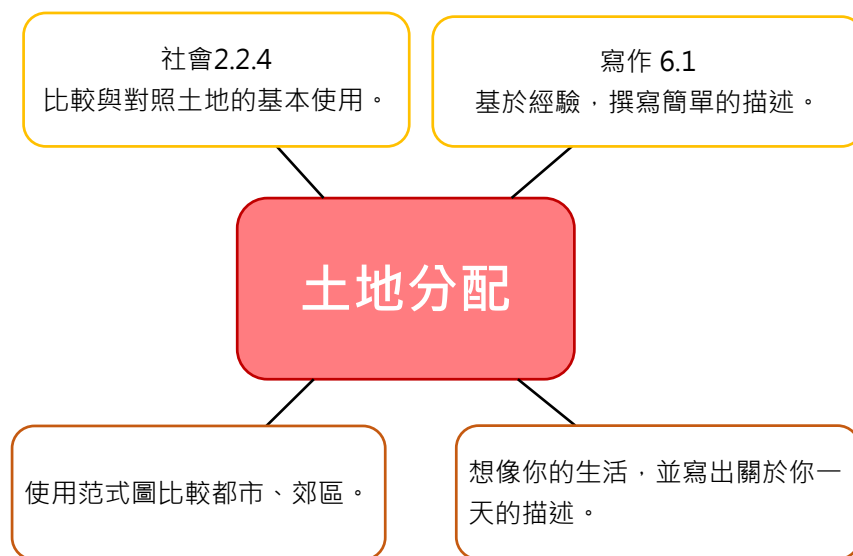 社會2.2.4
比較與對照土地的基本使用。
寫作 6.1
基於經驗，撰寫簡單的描述。
土地分配
使用范式圖比較都市、郊區。
想像你的生活，並寫出關於你一
天的描述。